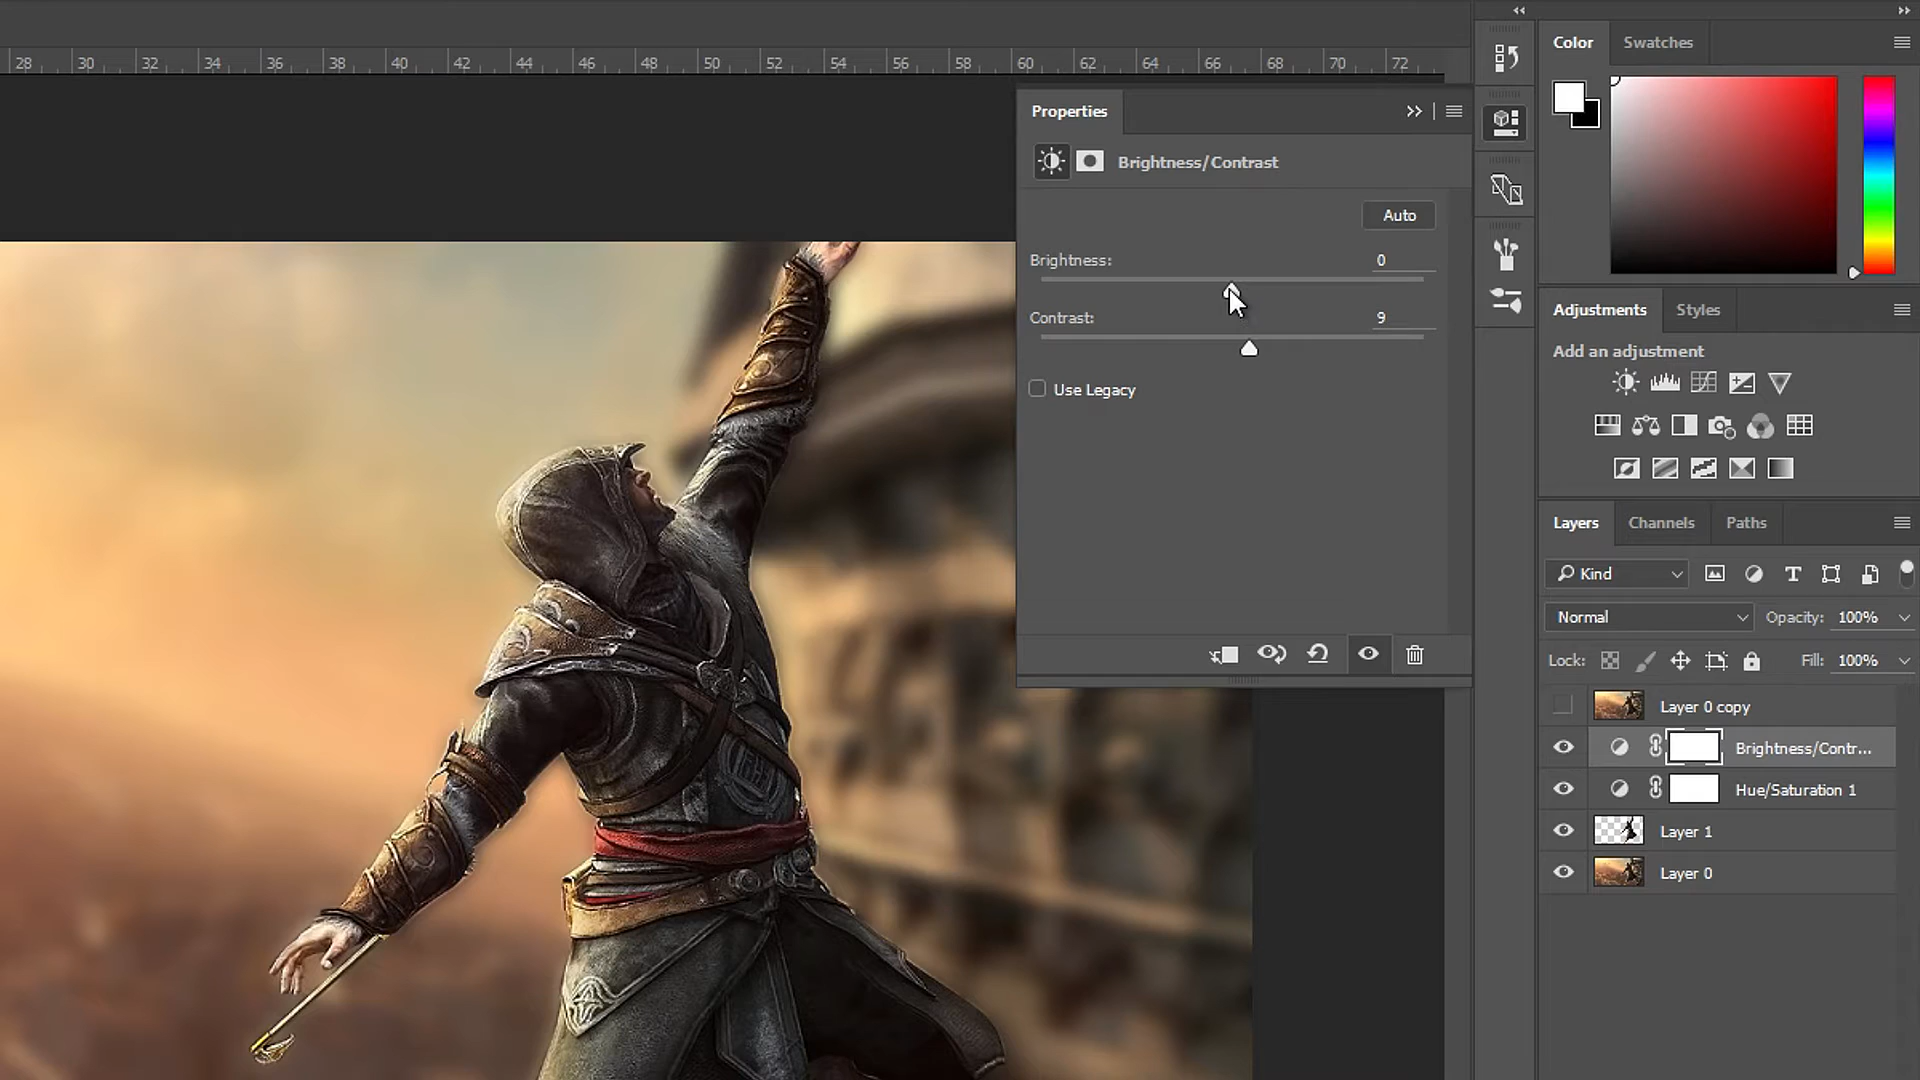 28 30 32 34 36 38 40 42 44 46 48 50 52 54 56 58 60 62 64 66 68 70 72
Properties
Brightness/Contrast
Auto
Brightness: 0
Contrast: 9
Use Legacy
Color Swatches
Adjustments Styles
Add an adjustment
Layers Channels Paths
Kind
Normal Opacity: 100%
Lock: Fill: 100%
Layer 0 copy
Brightness/Contr...
Hue/Saturation 1
Layer 1
Layer 0